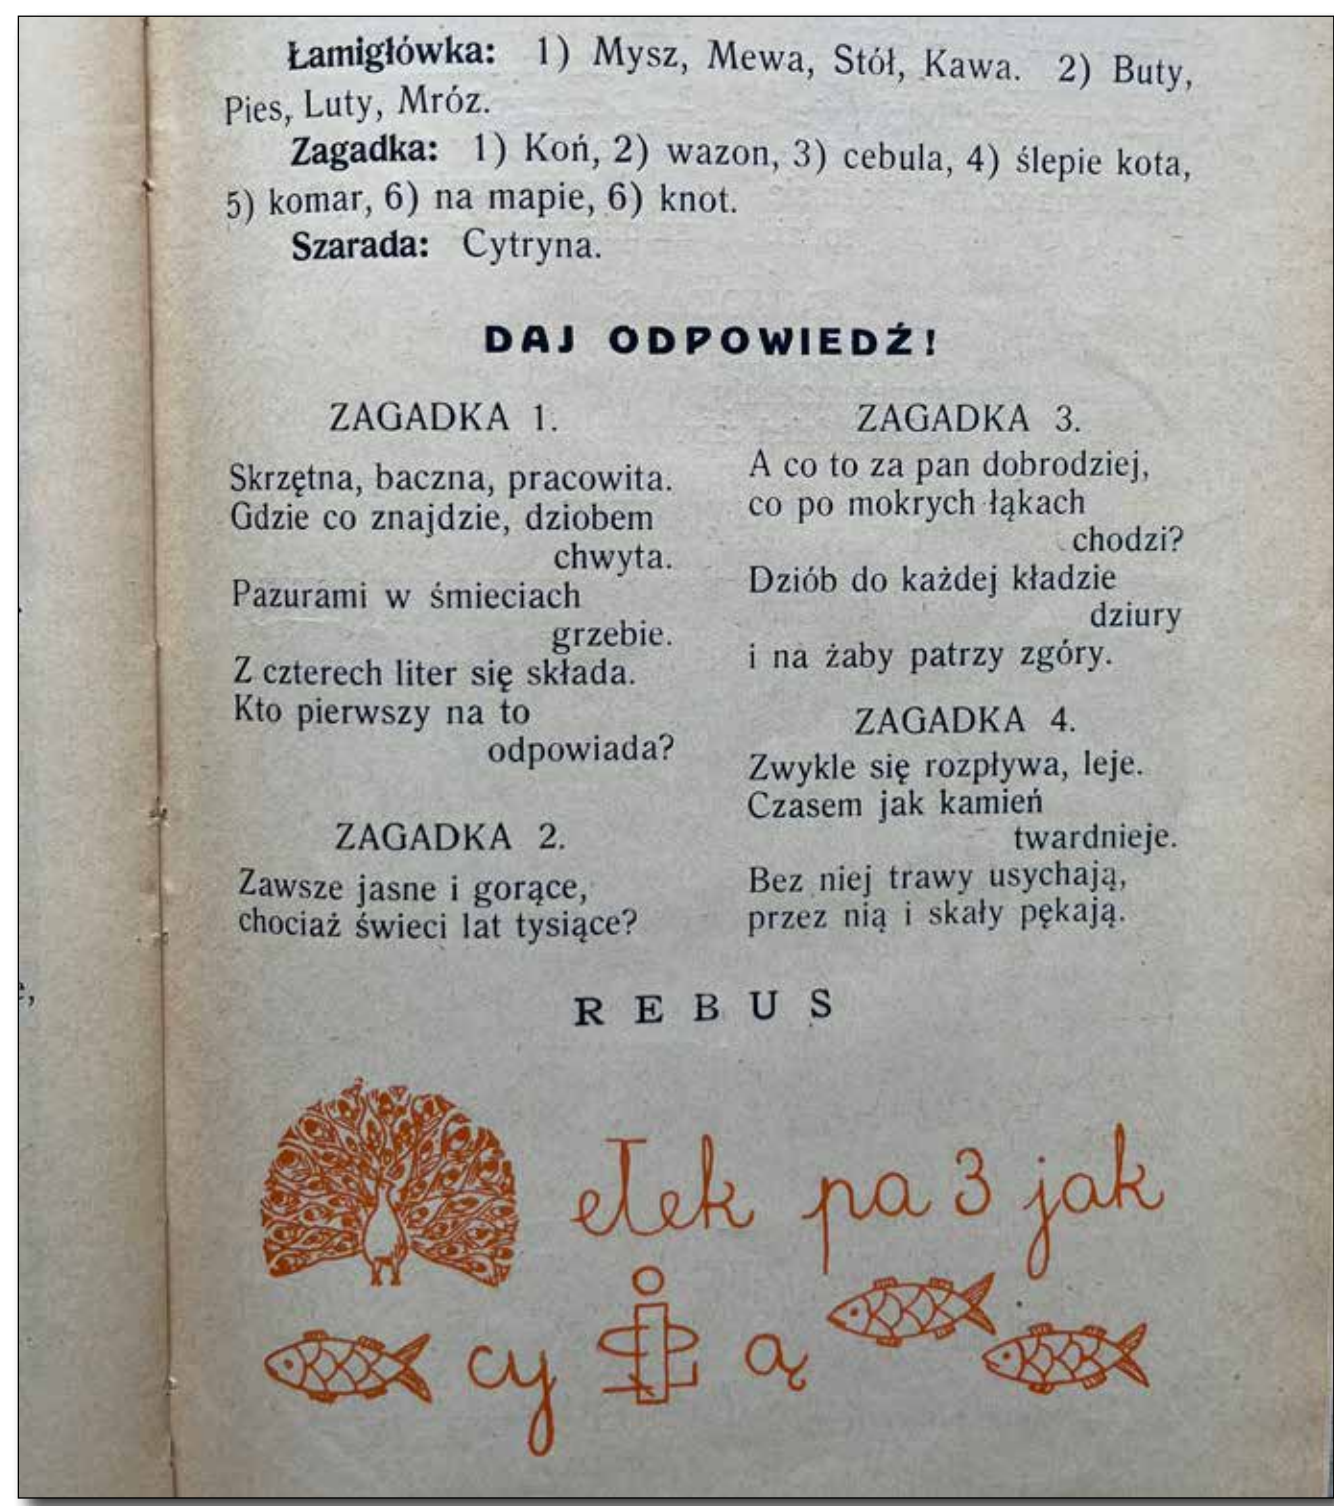 Łamigłówka: 1) Mysz, Mewa, Stół, Kawa. 2) Buty,
Pies, Luty, Mróz.
Zagadka: 1) Koń, 2) wazon, 3) cebula, 4) ślepie kota,
5) komar, 6) na mapie, 6) knot.
Szarada: Cytryna.
DAJ ODPOWIEDŹ!
ZAGADKA 1.
Skrzętna, baczna, pracowita.
Gdzie co znajdzie, dziobem
chwyta.
Pazurami w śmieciach
grzebie.
Z czterech liter się składa.
Kto pierwszy na to
odpowiada?
ZAGADKA 2.
Zawsze jasne i gorące,
chociaż świeci lat tysiące?
ZAGADKA 3.
A co to za pan dobrodziej,
co po mokrych łąkach
chodzi?
Dziób do każdej kładzie
dziury
i na żaby patrzy zgóry.
ZAGADKA 4.
Zwykle się rozpływa, leje.
Czasem jak kamień
twardnieje.
Bez niej trawy usychają,
przez nią i skały pękają.
REBUS
ełek pa 3 jak
cy ą